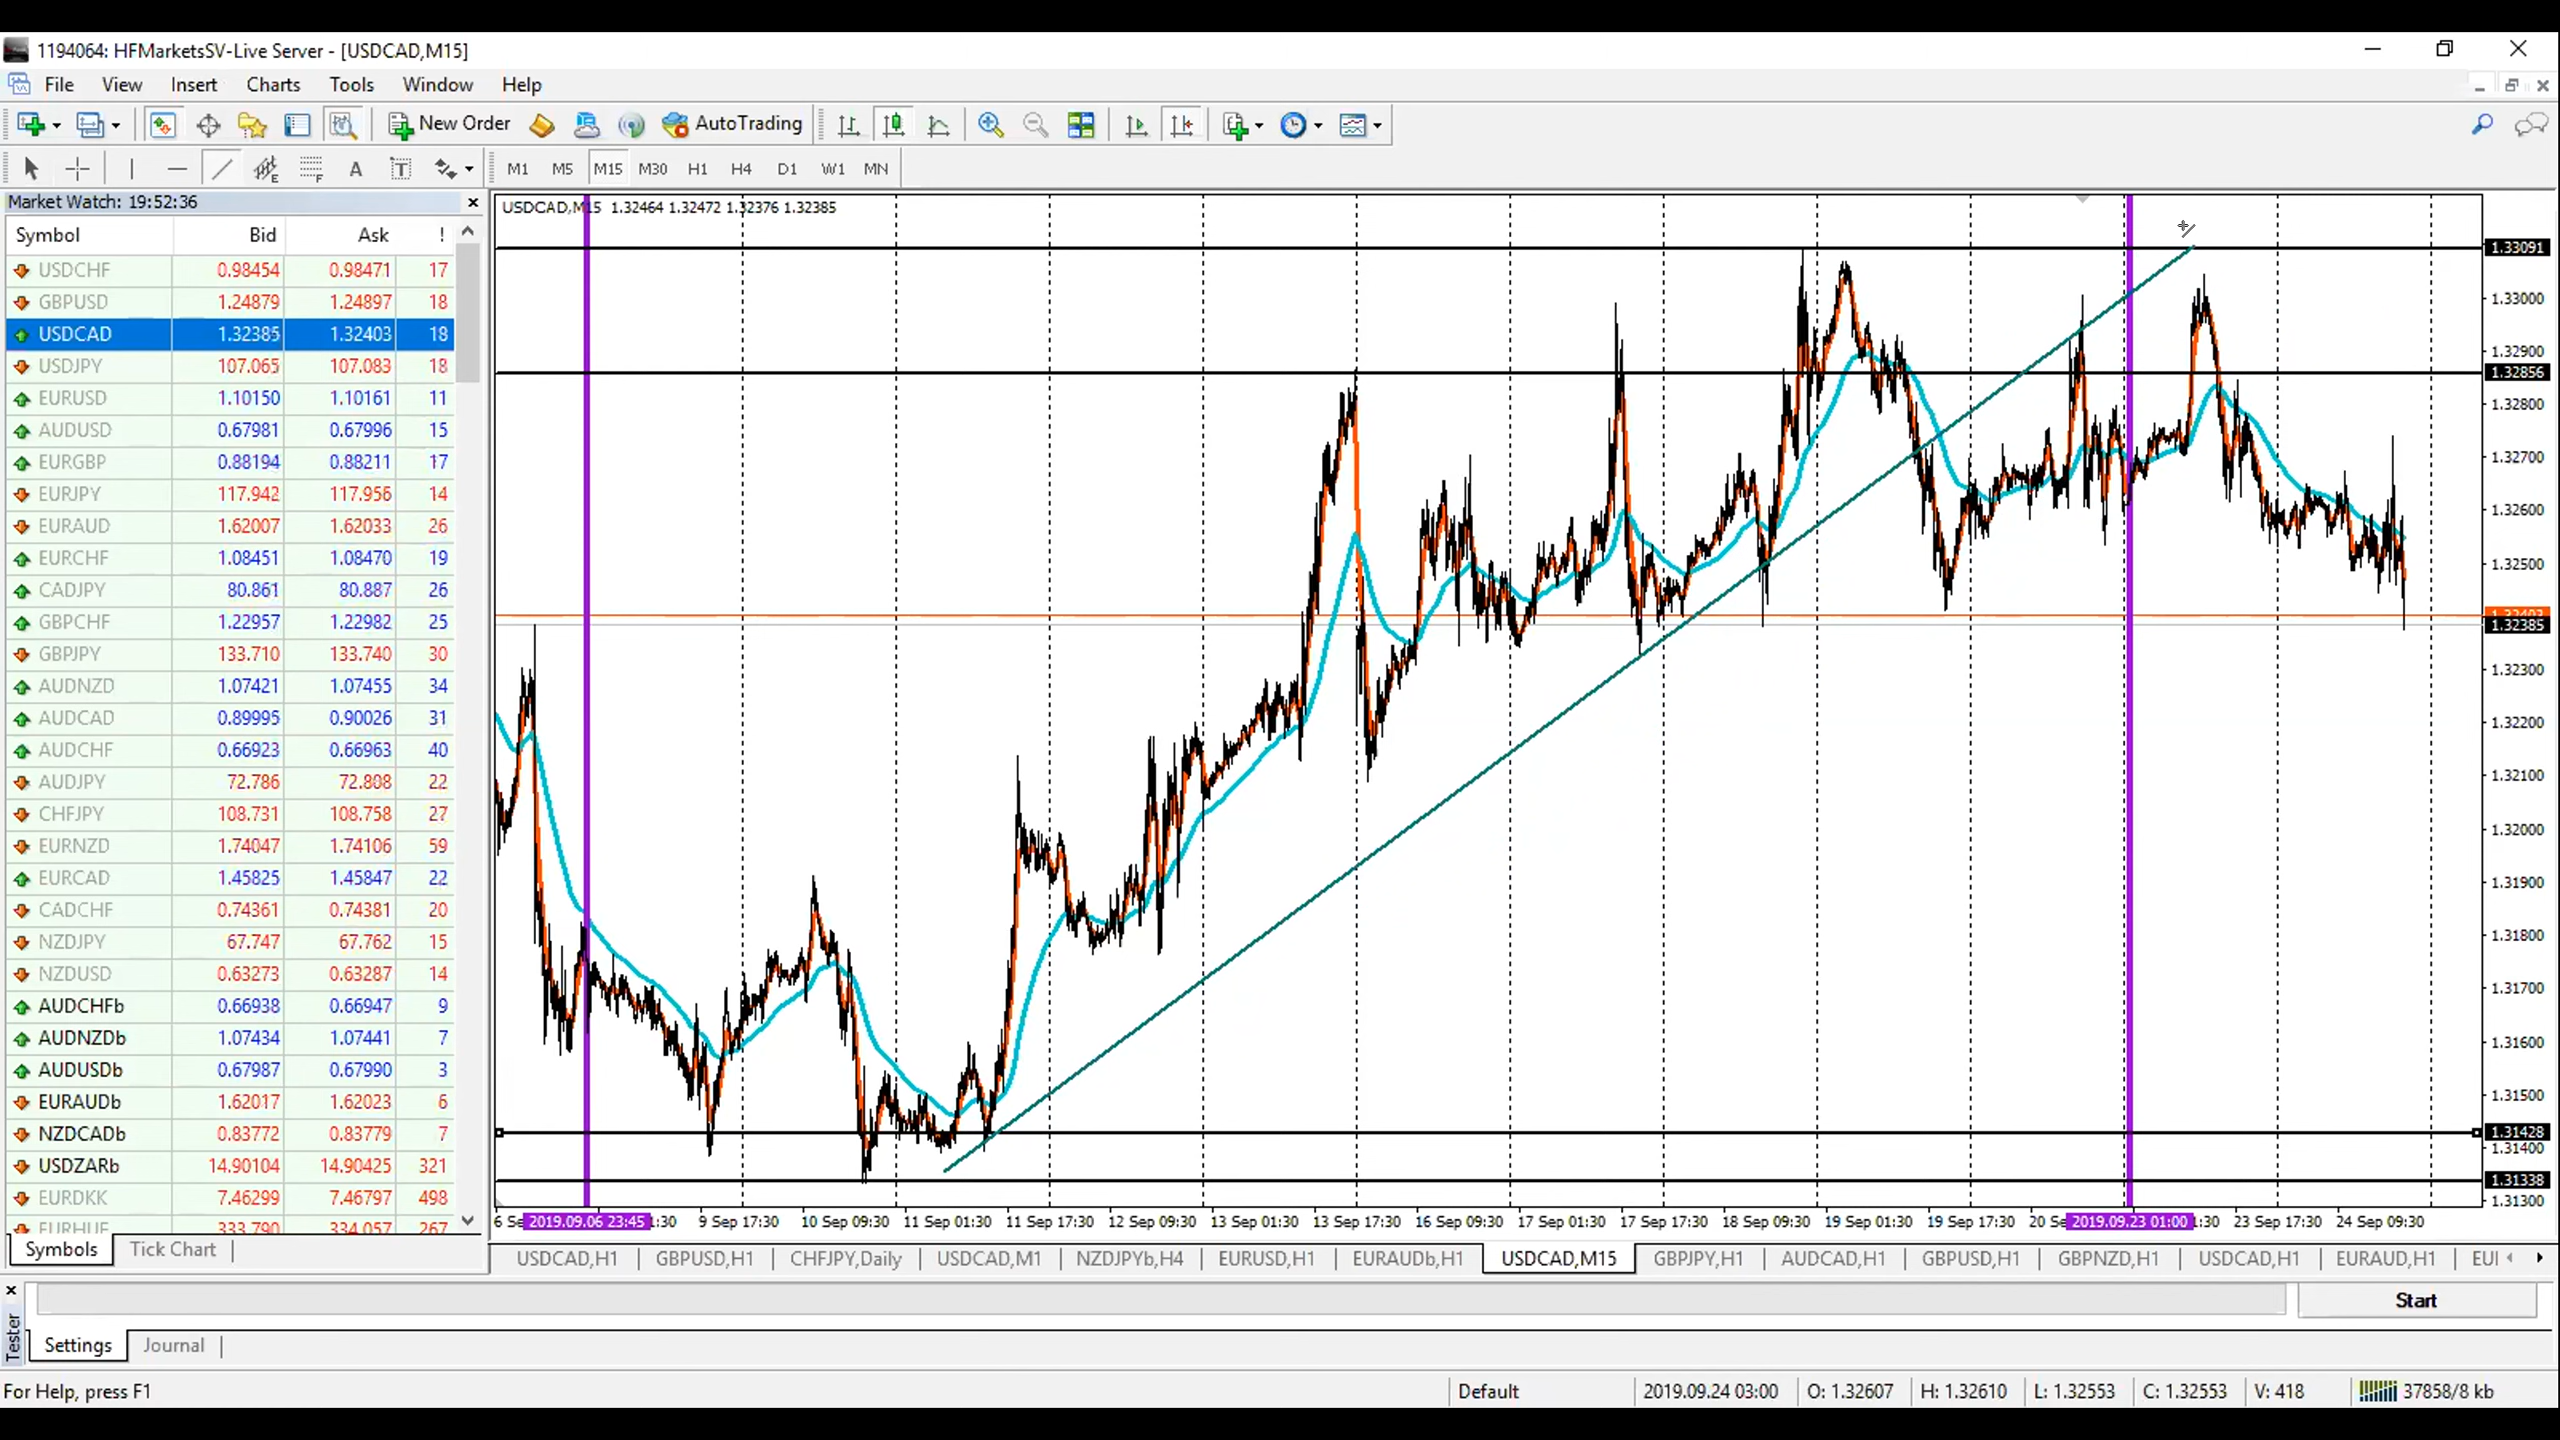 1194064: HFMarketsSV-Live Server - [USDCAD,M15]
File View Insert Charts Tools Window Help
New Order AutoTrading
A T M1 M5 M15 M30 H1 H4 D1 W1 MN
Market Watch: 19:52:36
Symbol Bid Ask !
USDCHF 0.98454 0.98471 17
GBPUSD 1.24879 1.24897 18
USDCAD 1.32385 1.32403 18
USDJPY 107.065 107.083 18
EURUSD 1.10150 1.10161 11
AUDUSD 0.67981 0.67996 15
EURGBP 0.88194 0.88211 17
EURJPY 117.942 117.956 14
EURAUD 1.62007 1.62033 26
EURCHF 1.08451 1.08470 19
CADJPY 80.861 80.887 26
GBPCHF 1.22957 1.22982 25
GBPJPY 133.710 133.740 30
AUDNZD 1.07421 1.07455 34
AUDCAD 0.89995 0.90026 31
AUDCHF 0.66923 0.66963 40
AUDJPY 72.786 72.808 22
CHFJPY 108.731 108.758 27
EURNZD 1.74047 1.74106 59
EURCAD 1.45825 1.45847 22
CADCHF 0.74361 0.74381 20
NZDJPY 67.747 67.762 15
NZDUSD 0.63273 0.63287 14
AUDCHFb 0.66938 0.66947 9
AUDNZDb 1.07434 1.07441 7
AUDUSDb 0.67987 0.67990 3
EURAUDb 1.62017 1.62023 6
NZDCADb 0.83772 0.83779 7
USDZARb 14.90104 14.90425 321
EURDKK 7.46299 7.46797 498
EURHUF 333.790 334.057 267
Symbols Tick Chart
USDCAD,M15 1.32464 1.32472 1.32376 1.32385
1.33091
1.33000
1.32900
1.32856
1.32800
1.32700
1.32600
1.32500
1.32403
1.32385
1.32300
1.32200
1.32100
1.32000
1.31900
1.31800
1.31700
1.31600
1.31500
1.31428
1.31400
1.31338
1.31300
6 Se 2019.09.06 23:45 1:30 9 Sep 17:30 10 Sep 09:30 11 Sep 01:30 11 Sep 17:30 12 Sep 09:30 13 Sep 01:30 13 Sep 17:30 16 Sep 09:30 17 Sep 01:30 17 Sep 17:30 18 Sep 09:30 19 Sep 01:30 19 Sep 17:30 20 Se 2019.09.23 01:00 1:30 23 Sep 17:30 24 Sep 09:30
USDCAD,H1 GBPUSD,H1 CHFJPY,Daily USDCAD,M1 NZDJPYb,H4 EURUSD,H1 EURAUDb,H1 USDCAD,M15 GBPJPY,H1 AUDCAD,H1 GBPUSD,H1 GBPNZD,H1 USDCAD,H1 EURAUD,H1 EUI
Start
Tester
Settings Journal
For Help, press F1 Default 2019.09.24 03:00 O: 1.32607 H: 1.32610 L: 1.32553 C: 1.32553 V: 418 37858/8 kb